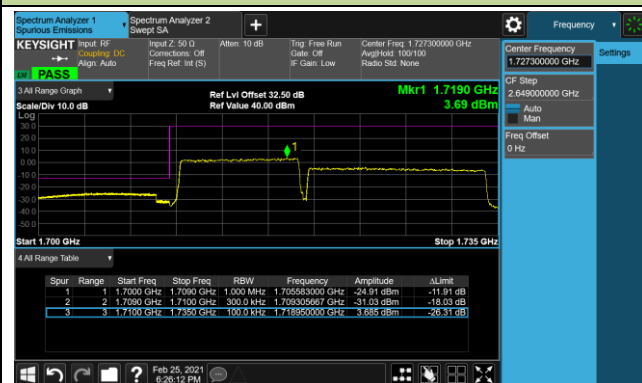 Spectrum Analyzer 1
Spurious Emissions
Spectrum Analyzer 2
Swept SA
+
Frequency
KEYSIGHT
Input: RF
Coupling: DC
Align: Auto
Input Z: 50 Ω
Corrections: Off
Freq Ref: Int (S)
Atten: 10 dB
Trig: Free Run
Gate: Off
IF Gain: Low
Center Freq: 1.727300000 GHz
Avg|Hold: 100/100
Radio Std: None
LXI
PASS
Center Frequency
1.727300000 GHz
Settings
CF Step
2.649000000 GHz
Auto
Man
Freq Offset
0 Hz
3 All Range Graph
Scale/Div 10.0 dB
Ref Lvl Offset 32.50 dB
Ref Value 40.00 dBm
Mkr1 1.7190 GHz
3.69 dBm
Log
30.0
20.0
10.0
0.00
-10.0
-20.0
-30.0
-40.0
-50.0
1
Start 1.700 GHz
Stop 1.735 GHz
4 All Range Table
Spur Range Start Freq Stop Freq RBW Frequency Amplitude ΔLimit
1 1 1.7000 GHz 1.7090 GHz 1.000 MHz 1.705583000 GHz -24.91 dBm -11.91 dB
2 2 1.7090 GHz 1.7100 GHz 300.0 kHz 1.709305667 GHz -31.03 dBm -18.03 dB
3 3 1.7100 GHz 1.7350 GHz 100.0 kHz 1.718950000 GHz 3.685 dBm -26.31 dB
?
Feb 25, 2021
6:26:12 PM